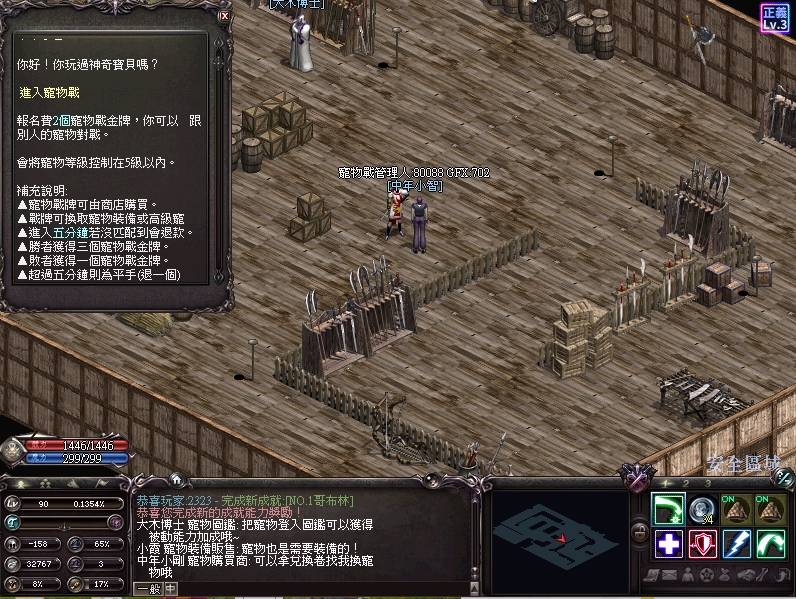 [大木博士]
正義
Lv.3
你好！你玩過神奇寶貝嗎？
進入寵物戰
報名費2個寵物戰金牌，你可以 跟
別人的寵物對戰。
會將寵物等級控制在5級以內。
補充說明:
▲寵物戰牌可由商店購買。
▲戰牌可換取寵物裝備或高級寵
▲進入五分鐘若沒匹配到會退款。
▲勝者獲得三個寵物戰金牌。
▲敗者獲得一個寵物戰金牌。
▲超過五分鐘則為平手(退一個)
寵物戰管理人:80088 GFX:702
[中年小智]
安全區域
1446/1446
魔力 299/299
Lv 90 0.1354%
-158 65%
32767 3
8% 17%
恭喜玩家:2323 - 完成新成就:[NO.1哥布林]
恭喜您完成新的成就能力獎勵！
大木博士 寵物圖鑑: 把寵物登入圖鑑可以獲得
被動能力加成哦~
小霞 寵物裝備販售: 寵物也是需要裝備的！
中年小剛 寵物購買商: 可以拿兌換卷找我換寵
物哦
一般 中
1 2 3
34
ON ON